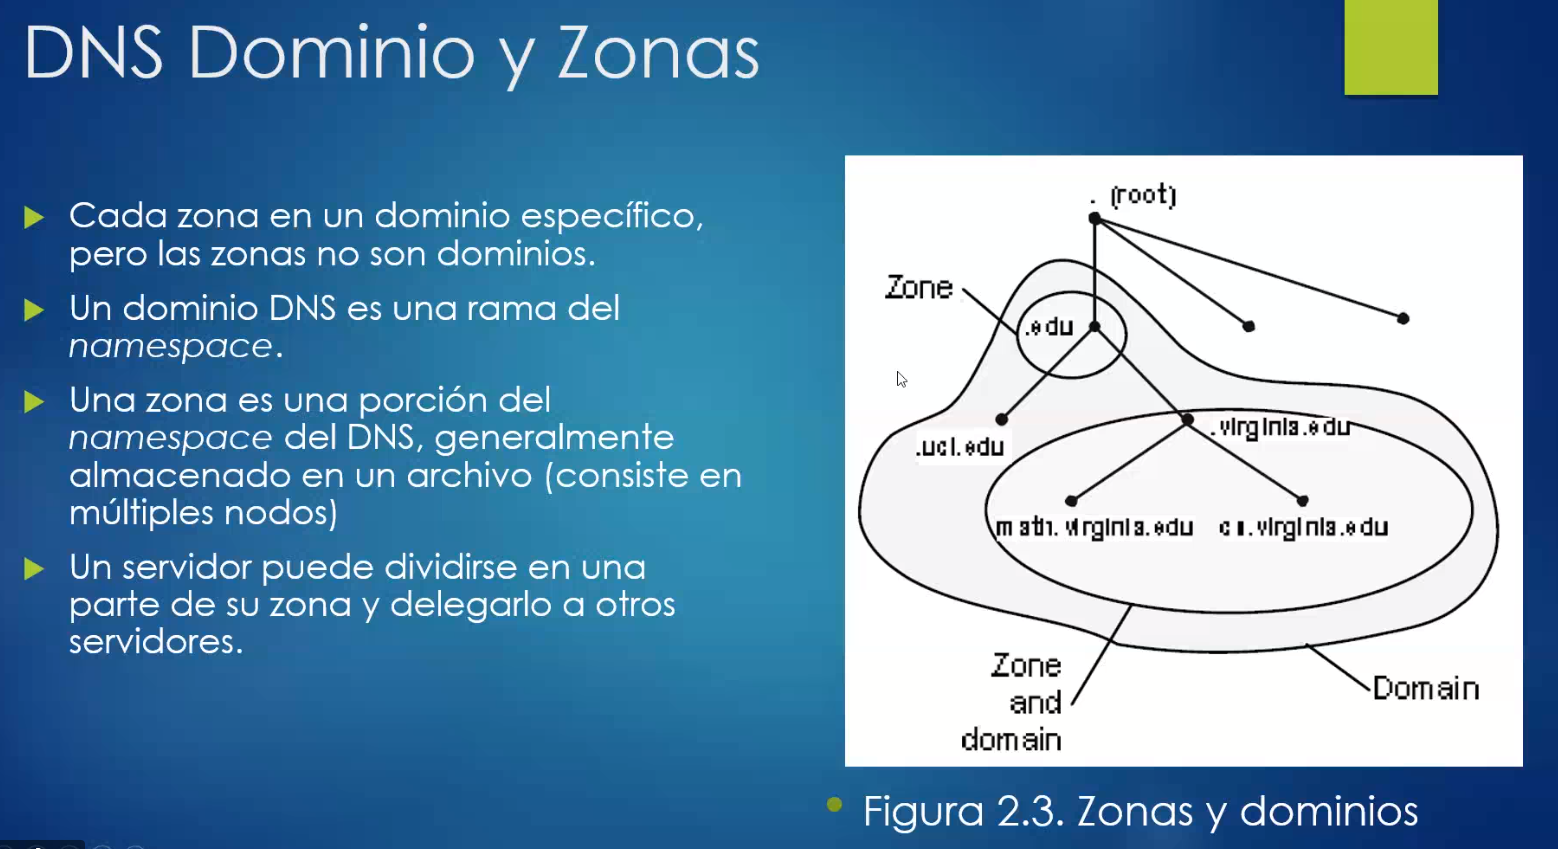 DNS Dominio y Zonas
Cada zona en un dominio específico,
pero las zonas no son dominios.
Un dominio DNS es una rama del
namespace.
Una zona es una porción del
namespace del DNS, generalmente
almacenado en un archivo (consiste en
múltiples nodos)
Un servidor puede dividirse en una
parte de su zona y delegarlo a otros
servidores.
. (root)
Zone
.edu
.ucl.edu
.virginia.edu
math.virginia.edu
cs.virginia.edu
Zone
and
domain
Domain
Figura 2.3. Zonas y dominios